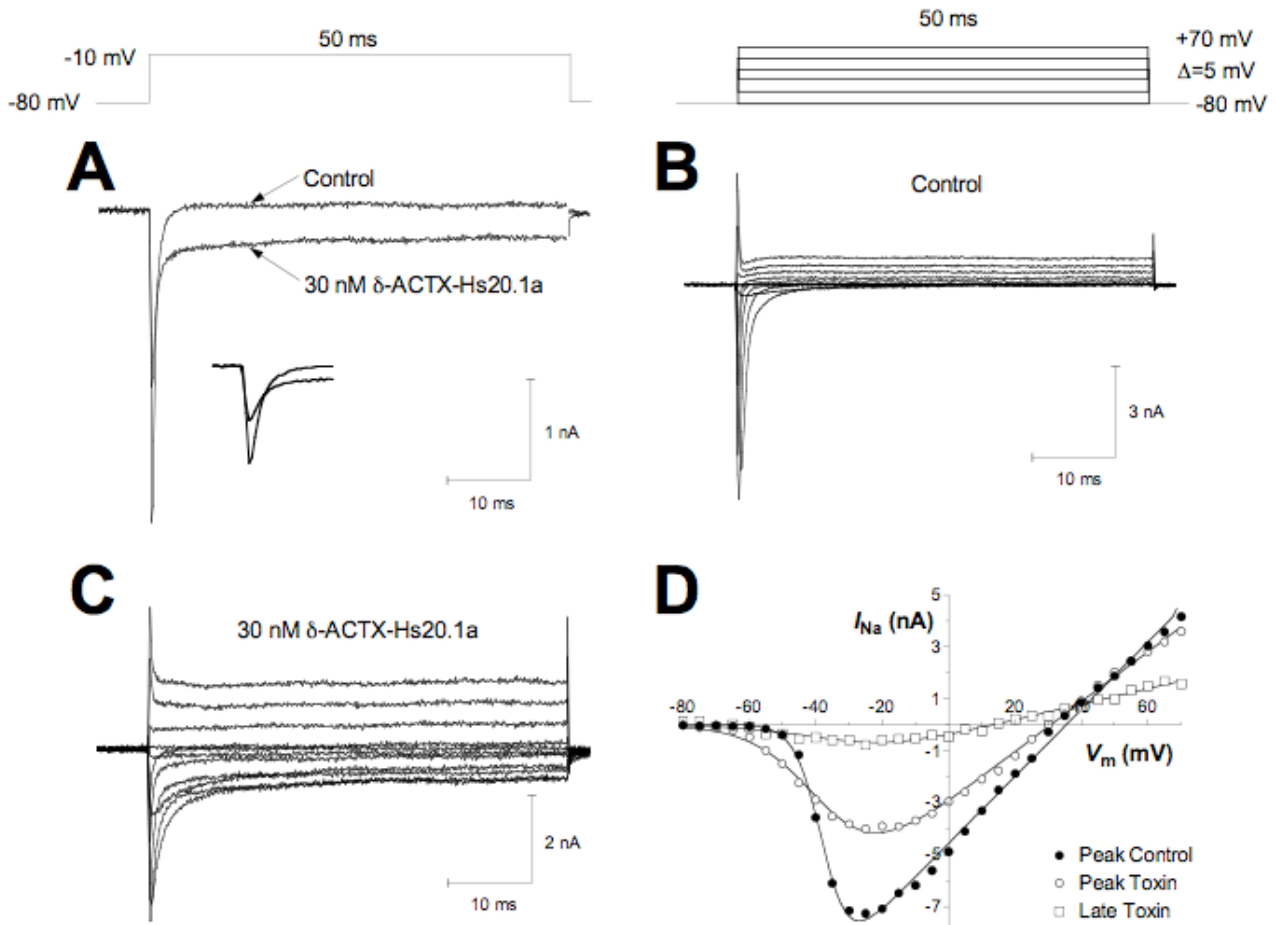 50 ms
-10 mV
-80 mV
50 ms
+70 mV
Δ=5 mV
-80 mV
A
Control
30 nM δ-ACTX-Hs20.1a
1 nA
10 ms
B
Control
3 nA
10 ms
C
30 nM δ-ACTX-Hs20.1a
2 nA
10 ms
D
INa (nA)
5
3
1
-1
-3
-5
-7
-80 -60 -40 -20 20 40 60
Vm (mV)
Peak Control
Peak Toxin
Late Toxin